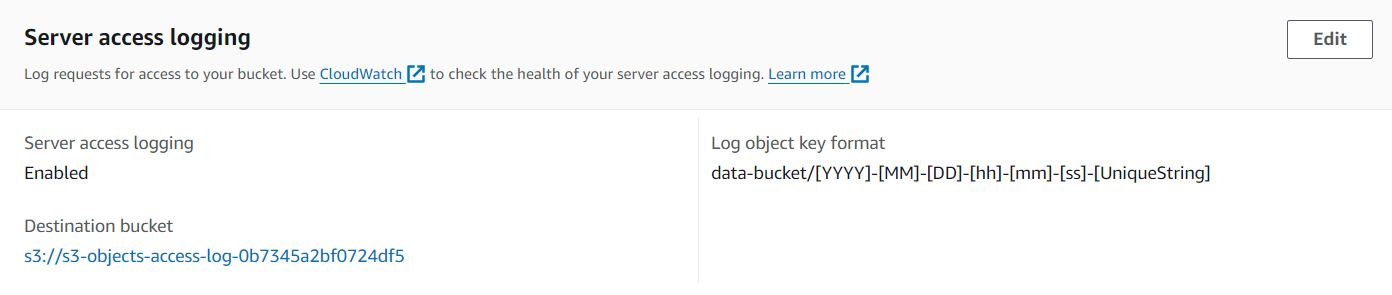 Server access logging
Edit
Log requests for access to your bucket. Use CloudWatch to check the health of your server access logging. Learn more
Server access logging
Enabled
Destination bucket
s3://s3-objects-access-log-0b7345a2bf0724df5
Log object key format
data-bucket/[YYYY]-[MM]-[DD]-[hh]-[mm]-[ss]-[UniqueString]